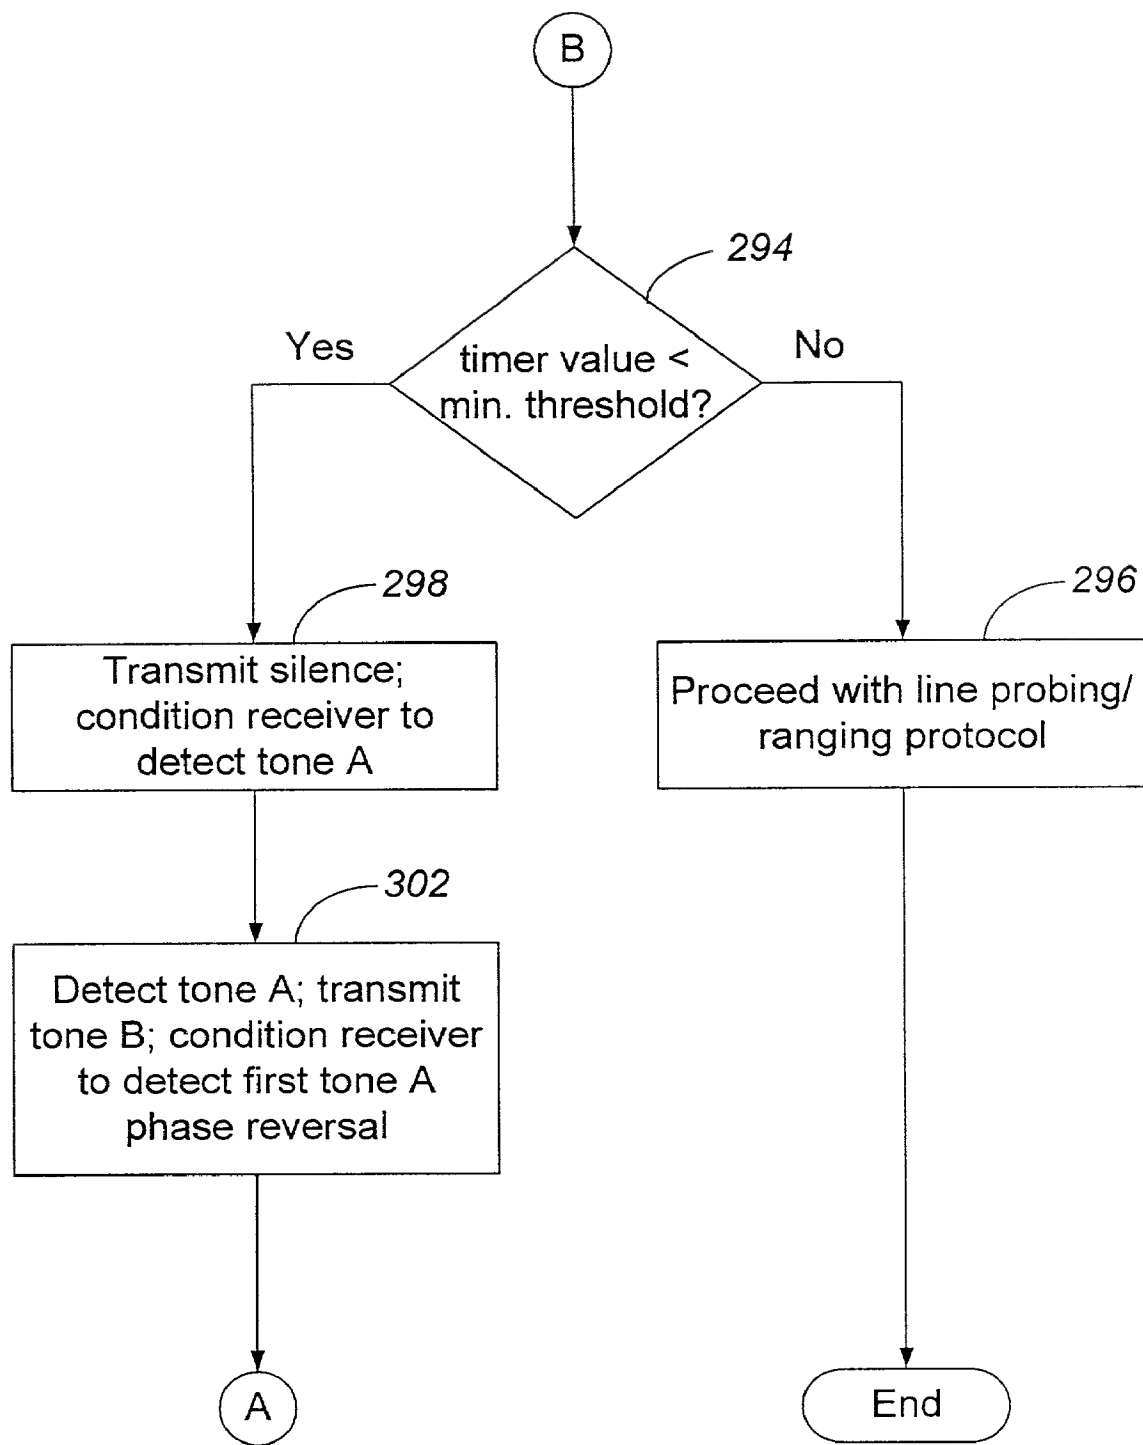 B
294
Yes
No
timer value <
min. threshold?
298
296
Transmit silence;
condition receiver to
detect tone A
Proceed with line probing/
ranging protocol
302
Detect tone A; transmit
tone B; condition receiver
to detect first tone A
phase reversal
A
End